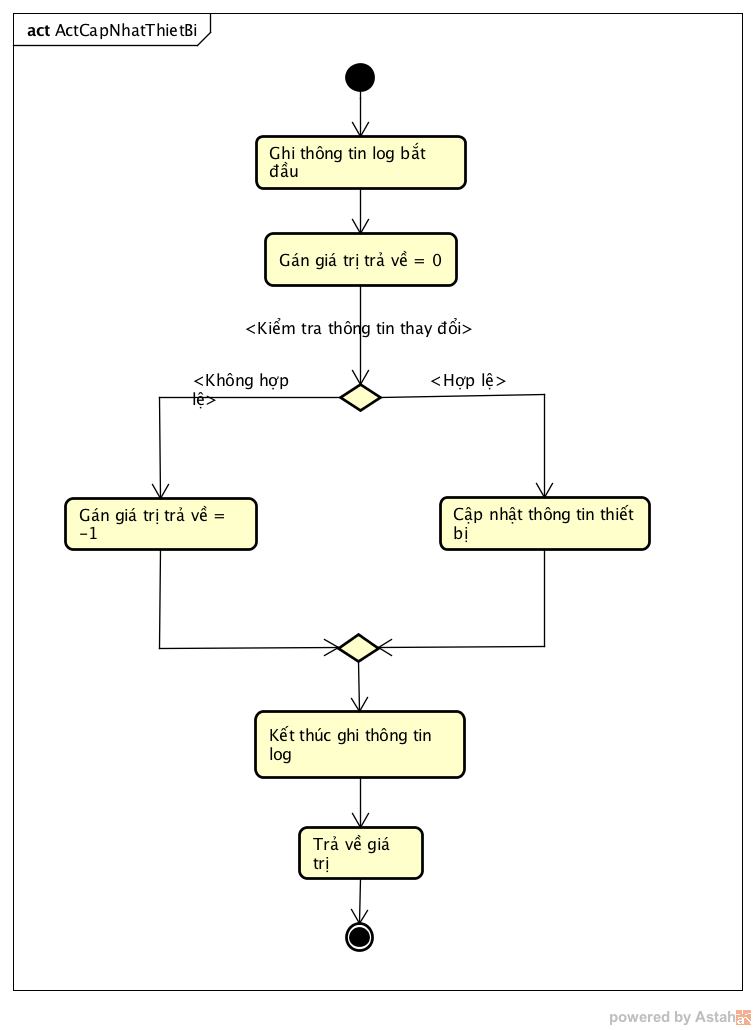 act ActCapNhatThietBi
Ghi thông tin log bắt
đầu
Gán giá trị trả về = 0
<Kiểm tra thông tin thay đổi>
<Không hợp
lệ>
<Hợp lệ>
Gán giá trị trả về =
-1
Cập nhật thông tin thiết
bị
Kết thúc ghi thông tin
log
Trả về giá
trị
powered by Astah